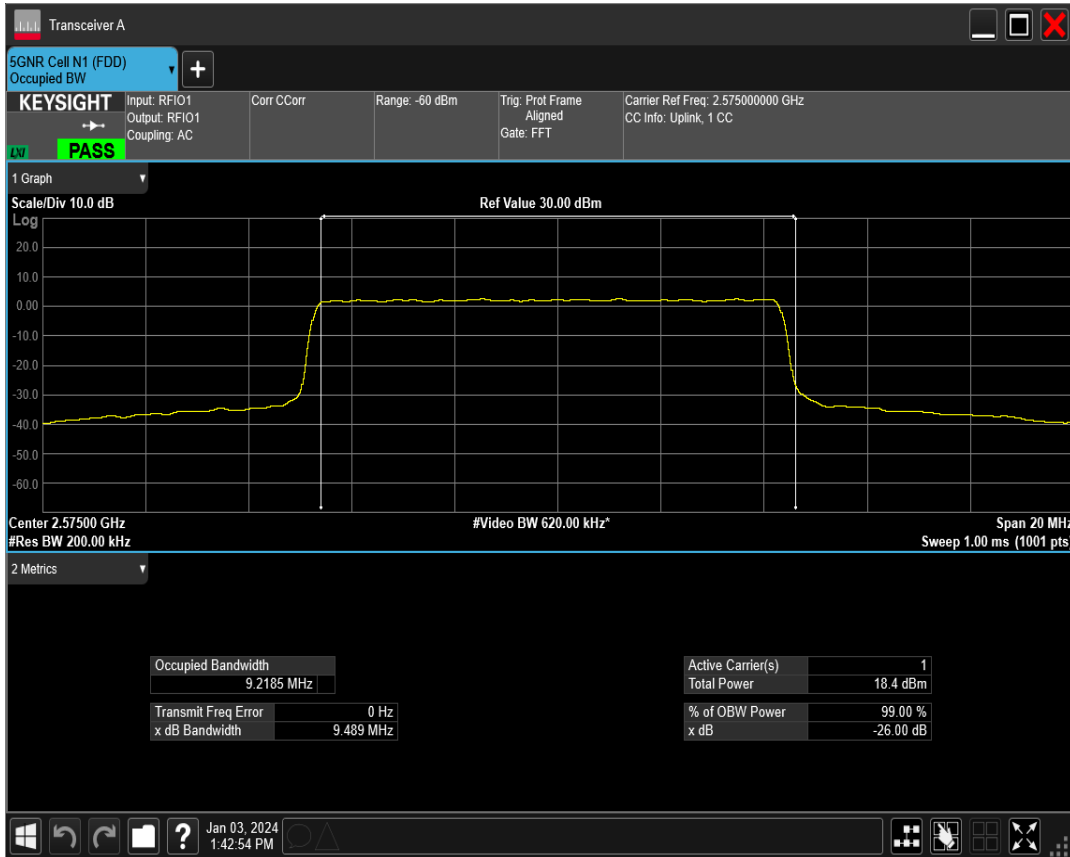 Transceiver A
5GNR Cell N1 (FDD)
Occupied BW
+
KEYSIGHT
LXI
PASS
Input: RFIO1
Output: RFIO1
Coupling: AC
Corr CCorr
Range: -60 dBm
Trig: Prot Frame
Aligned
Gate: FFT
Carrier Ref Freq: 2.575000000 GHz
CC Info: Uplink, 1 CC
1 Graph
Scale/Div 10.0 dB
Ref Value 30.00 dBm
Log
20.0
10.0
0.00
-10.0
-20.0
-30.0
-40.0
-50.0
-60.0
Center 2.57500 GHz
#Video BW 620.00 kHz*
Span 20 MHz
#Res BW 200.00 kHz
Sweep 1.00 ms (1001 pts)
2 Metrics
Occupied Bandwidth
9.2185 MHz
Transmit Freq Error 0 Hz
x dB Bandwidth 9.489 MHz
Active Carrier(s) 1
Total Power 18.4 dBm
% of OBW Power 99.00 %
x dB -26.00 dB
?
Jan 03, 2024
1:42:54 PM